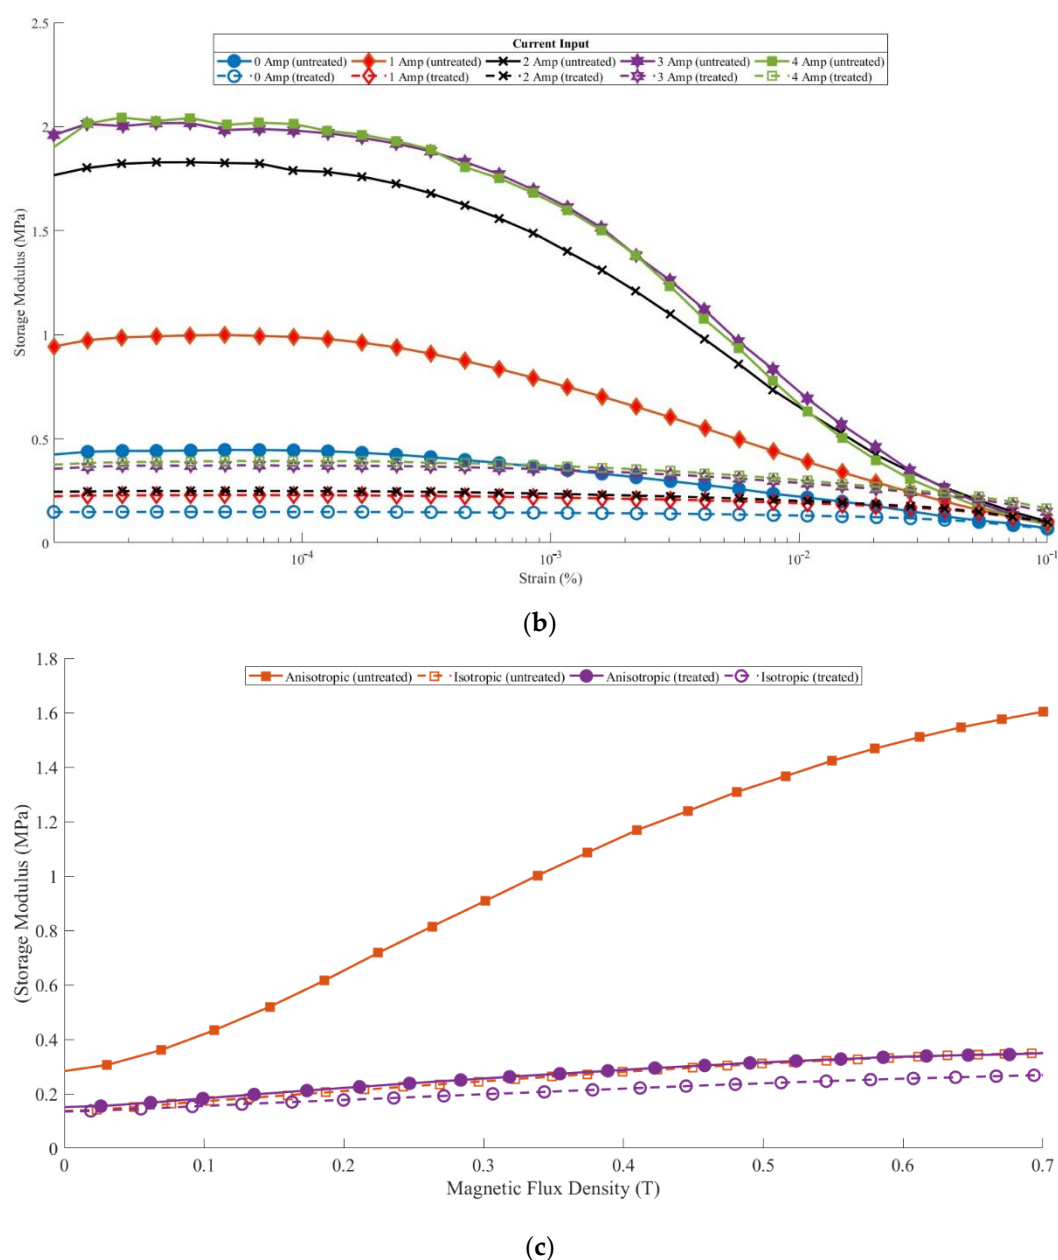 2.5
Current Input
0 Amp (untreated) 1 Amp (untreated) 2 Amp (untreated) 3 Amp (untreated) 4 Amp (untreated)
0 Amp (treated) 1 Amp (treated) 2 Amp (treated) 3 Amp (treated) 4 Amp (treated)
2
1.5
Storage Modulus (MPa)
1
0.5
0
10-4 10-3 10-2 10-1
Strain (%)
(b)
1.8
Anisotropic (untreated) Isotropic (untreated) Anisotropic (treated) Isotropic (treated)
1.6
1.4
1.2
1
(Storage Modulus (MPa)
0.8
0.6
0.4
0.2
0
0 0.1 0.2 0.3 0.4 0.5 0.6 0.7
Magnetic Flux Density (T)
(c)